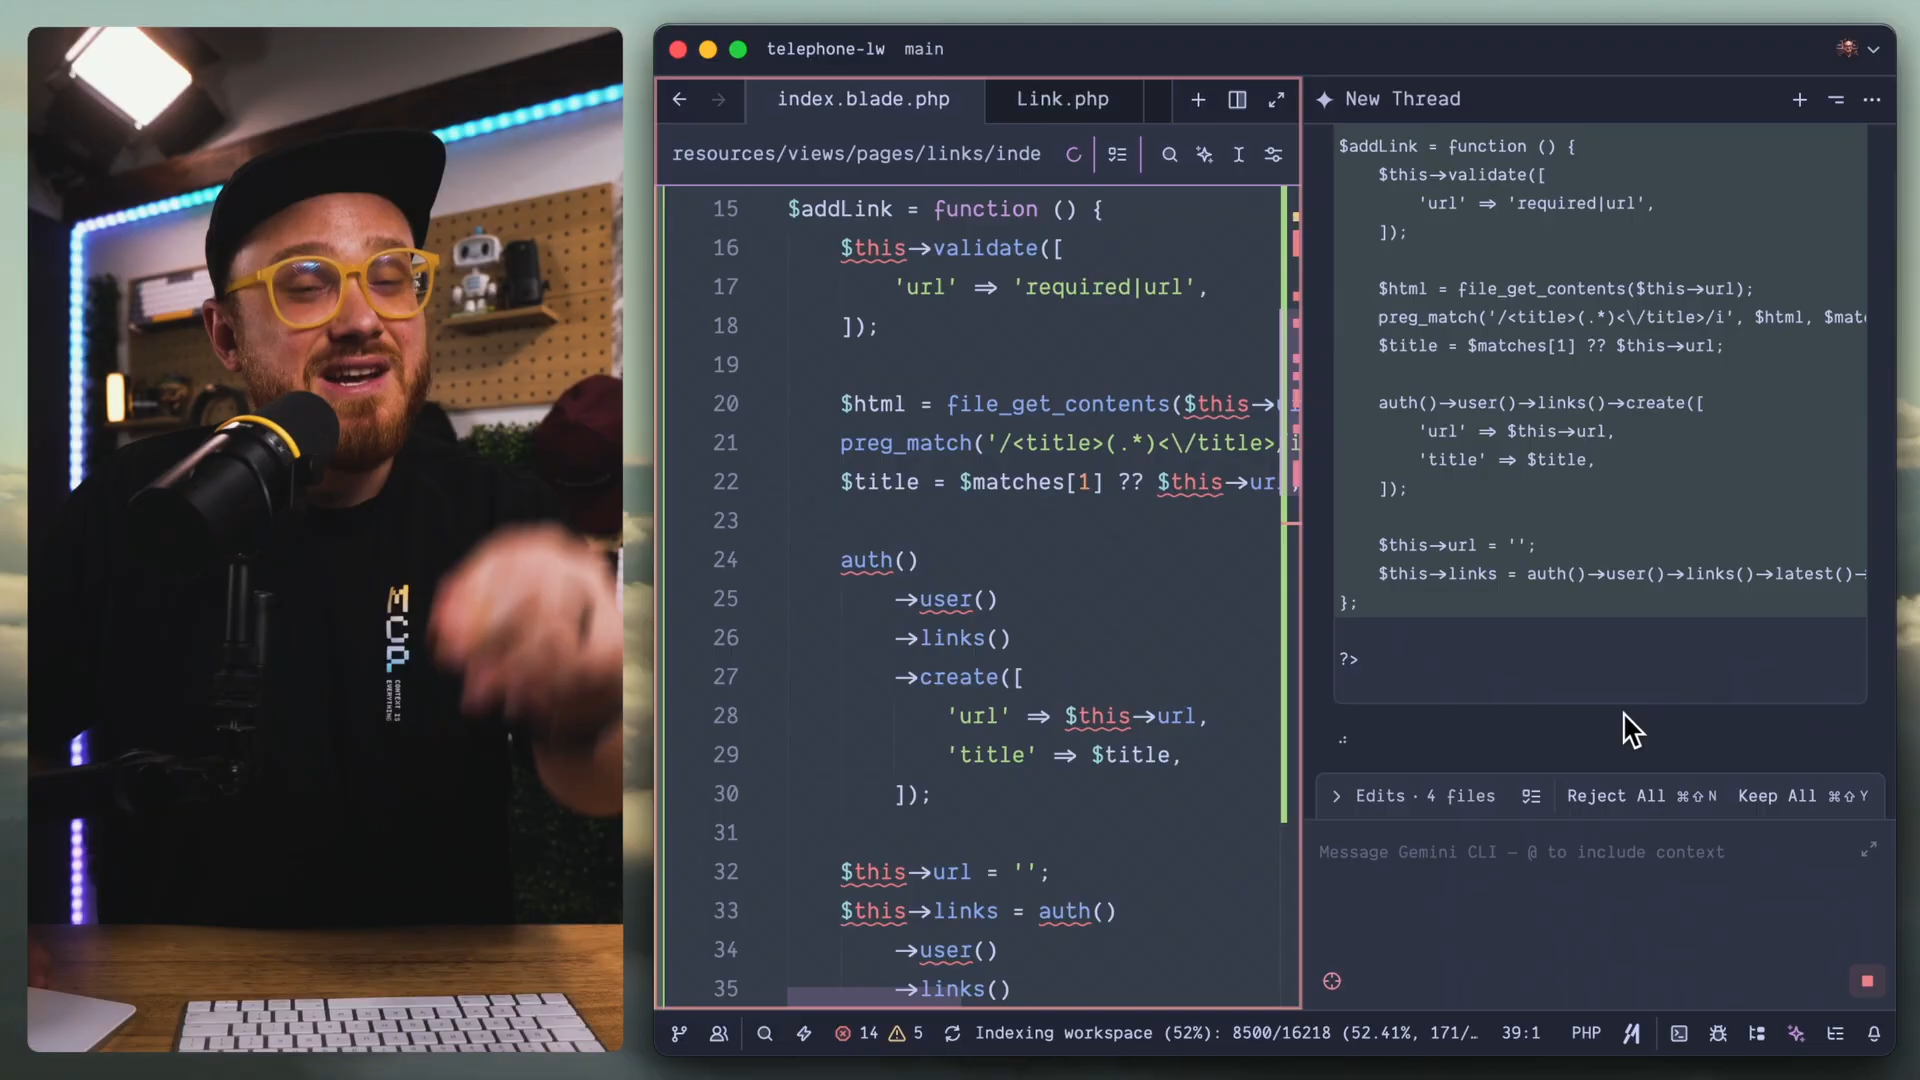 MCP
CONTEXT IS
EVERYTHING
telephone-lw main
index.blade.php
Link.php
resources/views/pages/links/inde
15 $addLink = function () {
16 $this→validate([
17 'url' ⇒ 'required|url',
18 ]);
19
20 $html = file_get_contents($this→u
21 preg_match('/<title>(.*)<\/title>/i
22 $title = $matches[1] ?? $this→url;
23
24 auth()
25 →user()
26 →links()
27 →create([
28 'url' ⇒ $this→url,
29 'title' ⇒ $title,
30 ]);
31
32 $this→url = '';
33 $this→links = auth()
34 →user()
35 →links()
New Thread
$addLink = function () {
$this→validate([
'url' ⇒ 'required|url',
]);
$html = file_get_contents($this→url);
preg_match('/<title>(.*)<\/title>/i', $html, $matc
$title = $matches[1] ?? $this→url;
auth()→user()→links()→create([
'url' ⇒ $this→url,
'title' ⇒ $title,
]);
$this→url = '';
$this→links = auth()→user()→links()→latest()→
};
?>
Edits · 4 files
Reject All ⌘⇧N
Keep All ⌘⇧Y
Message Gemini CLI — @ to include context
14 5 Indexing workspace (52%): 8500/16218 (52.41%, 171/… 39:1 PHP